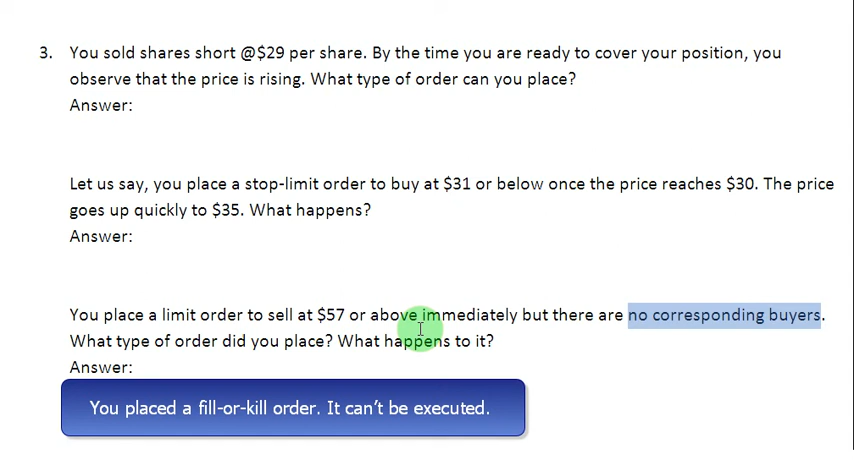 3. You sold shares short @$29 per share. By the time you are ready to cover your position, you
observe that the price is rising. What type of order can you place?
Answer:
Let us say, you place a stop-limit order to buy at $31 or below once the price reaches $30. The price
goes up quickly to $35. What happens?
Answer:
You place a limit order to sell at $57 or above immediately but there are no corresponding buyers.
What type of order did you place? What happens to it?
Answer:
You placed a fill-or-kill order. It can't be executed.